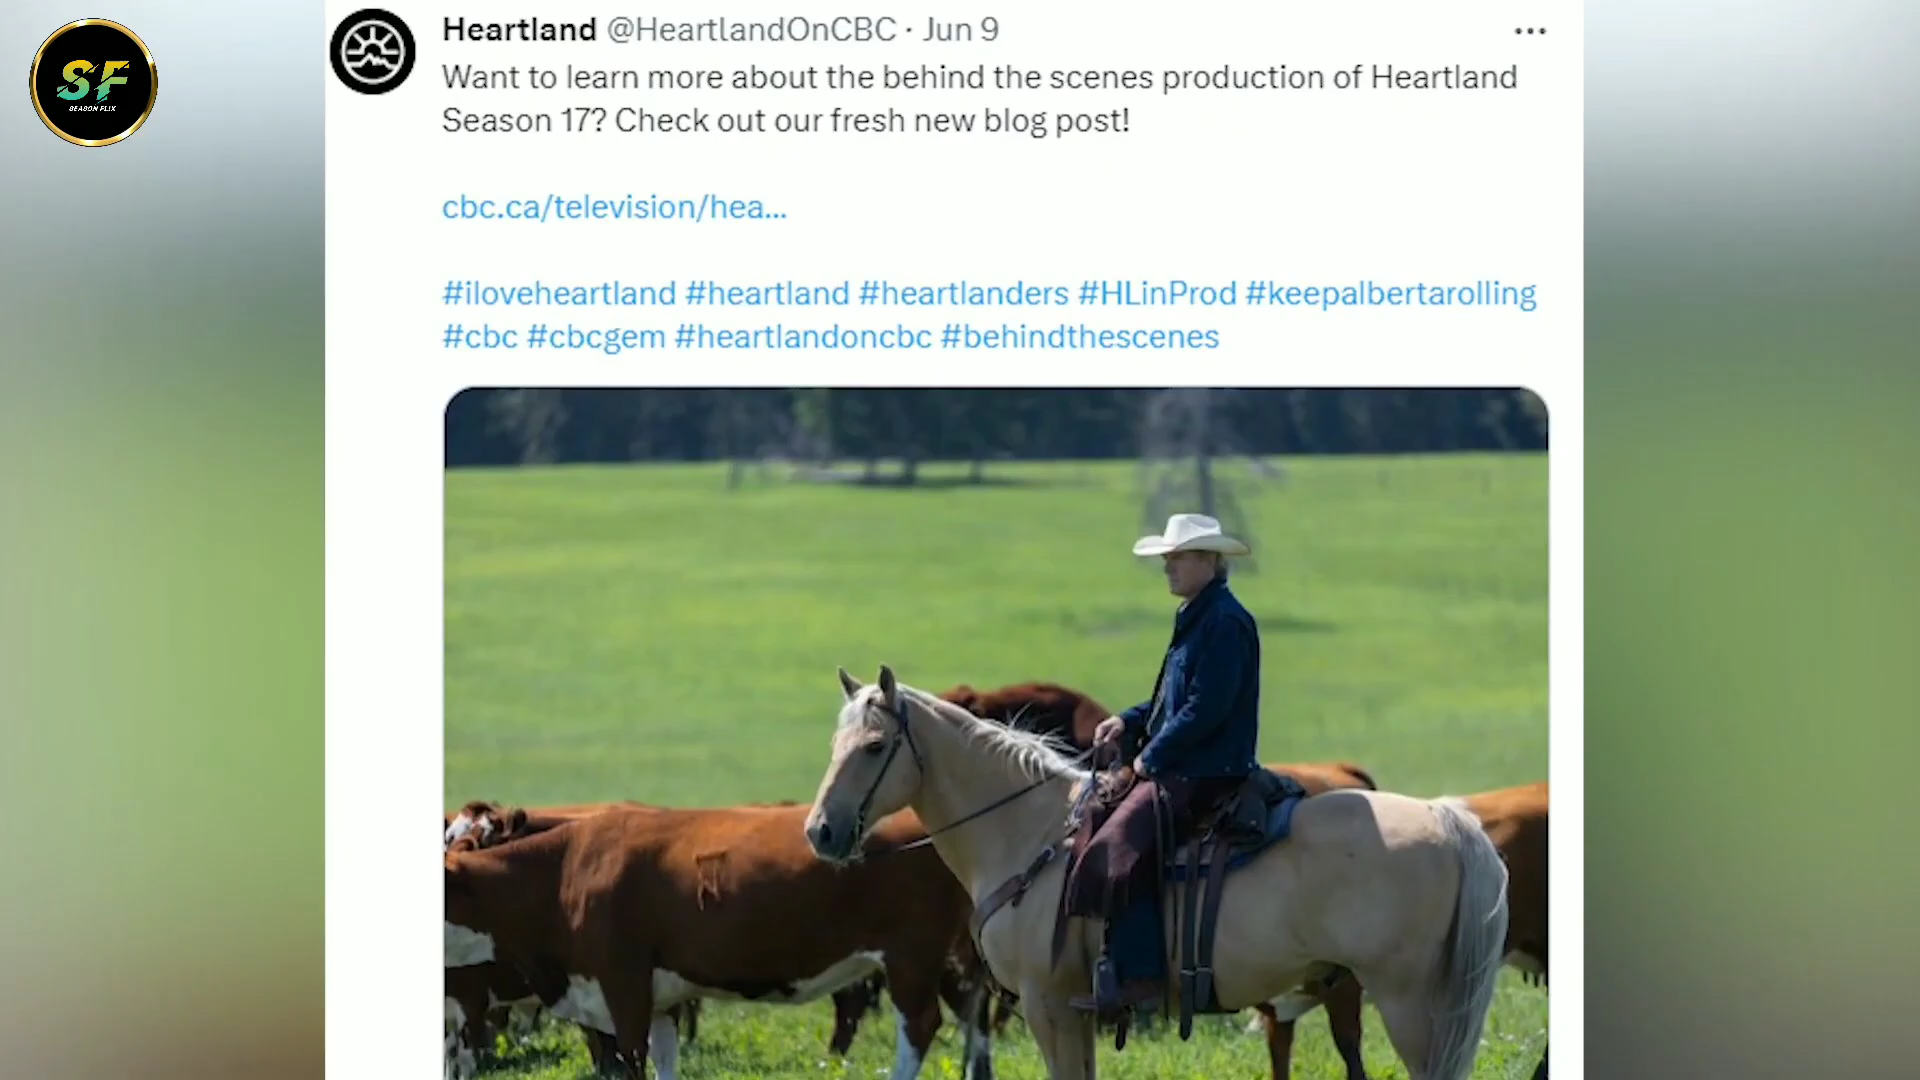 SF
SEASON FLIX
Heartland @HeartlandOnCBC · Jun 9
Want to learn more about the behind the scenes production of Heartland
Season 17? Check out our fresh new blog post!
cbc.ca/television/hea...
#iloveheartland #heartland #heartlanders #HLinProd #keepalbertarolling
#cbc #cbcgem #heartlandoncbc #behindthescenes